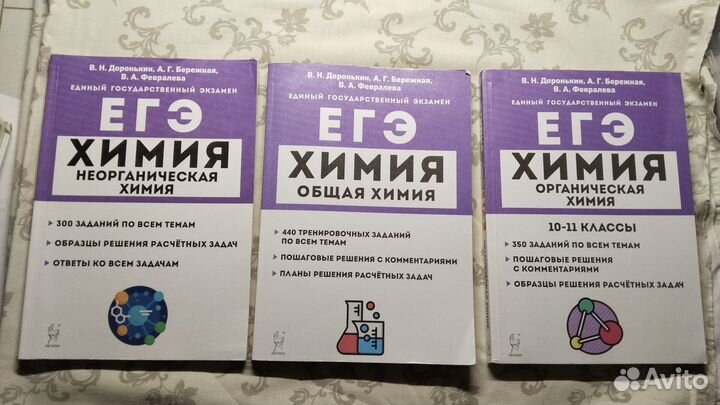 В. Н. Доронькин, А. Г. Бережная,
В. А. Февралева
ЕДИНЫЙ ГОСУДАРСТВЕННЫЙ ЭКЗАМЕН
ЕГЭ
ХИМИЯ
НЕОРГАНИЧЕСКАЯ
ХИМИЯ
300 ЗАДАНИЙ ПО ВСЕМ ТЕМАМ
ОБРАЗЦЫ РЕШЕНИЯ РАСЧЁТНЫХ ЗАДАЧ
ОТВЕТЫ КО ВСЕМ ЗАДАЧАМ
ЛЕГИОН
В. Н. Доронькин, А. Г. Бережная,
В. А. Февралева
ЕДИНЫЙ ГОСУДАРСТВЕННЫЙ ЭКЗАМЕН
ЕГЭ
ХИМИЯ
ОБЩАЯ ХИМИЯ
440 ТРЕНИРОВОЧНЫХ ЗАДАНИЙ
ПО ВСЕМ ТЕМАМ
ПОШАГОВЫЕ РЕШЕНИЯ С КОММЕНТАРИЯМИ
ПЛАНЫ РЕШЕНИЯ РАСЧЁТНЫХ ЗАДАЧ
ЛЕГИОН
В. Н. Доронькин, А. Г. Бережная,
В. А. Февралева
ЕДИНЫЙ ГОСУДАРСТВЕННЫЙ ЭКЗАМЕН
ЕГЭ
ХИМИЯ
ОРГАНИЧЕСКАЯ
ХИМИЯ
10-11 КЛАССЫ
350 ЗАДАНИЙ ПО ВСЕМ ТЕМАМ
ПОШАГОВЫЕ РЕШЕНИЯ
С КОММЕНТАРИЯМИ
ОБРАЗЦЫ РЕШЕНИЯ РАСЧЁТНЫХ ЗАДАЧ
ЛЕГИОН
Avito